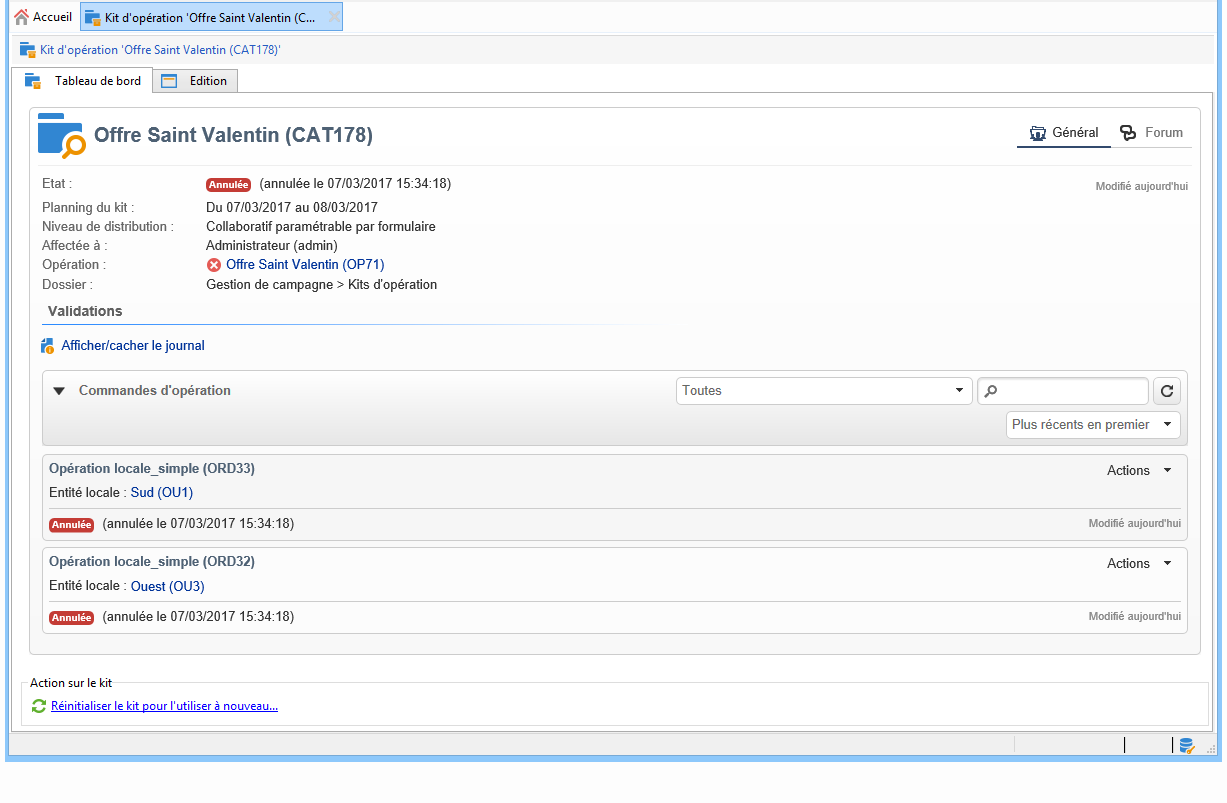 Accueil
Kit d'opération 'Offre Saint Valentin (C...
Kit d'opération 'Offre Saint Valentin (CAT178)'
Tableau de bord
Edition
Offre Saint Valentin (CAT178)
Général
Forum
Etat :
Annulée (annulée le 07/03/2017 15:34:18)
Modifié aujourd'hui
Planning du kit : Du 07/03/2017 au 08/03/2017
Niveau de distribution : Collaboratif paramétrable par formulaire
Affectée à : Administrateur (admin)
Opération : Offre Saint Valentin (OP71)
Dossier : Gestion de campagne > Kits d'opération
Validations
Afficher/cacher le journal
Commandes d'opération
Toutes
Plus récents en premier
Opération locale_simple (ORD33)
Actions
Entité locale : Sud (OU1)
Annulée (annulée le 07/03/2017 15:34:18)
Modifié aujourd'hui
Opération locale_simple (ORD32)
Actions
Entité locale : Ouest (OU3)
Annulée (annulée le 07/03/2017 15:34:18)
Modifié aujourd'hui
Action sur le kit
Réinitialiser le kit pour l'utiliser à nouveau...